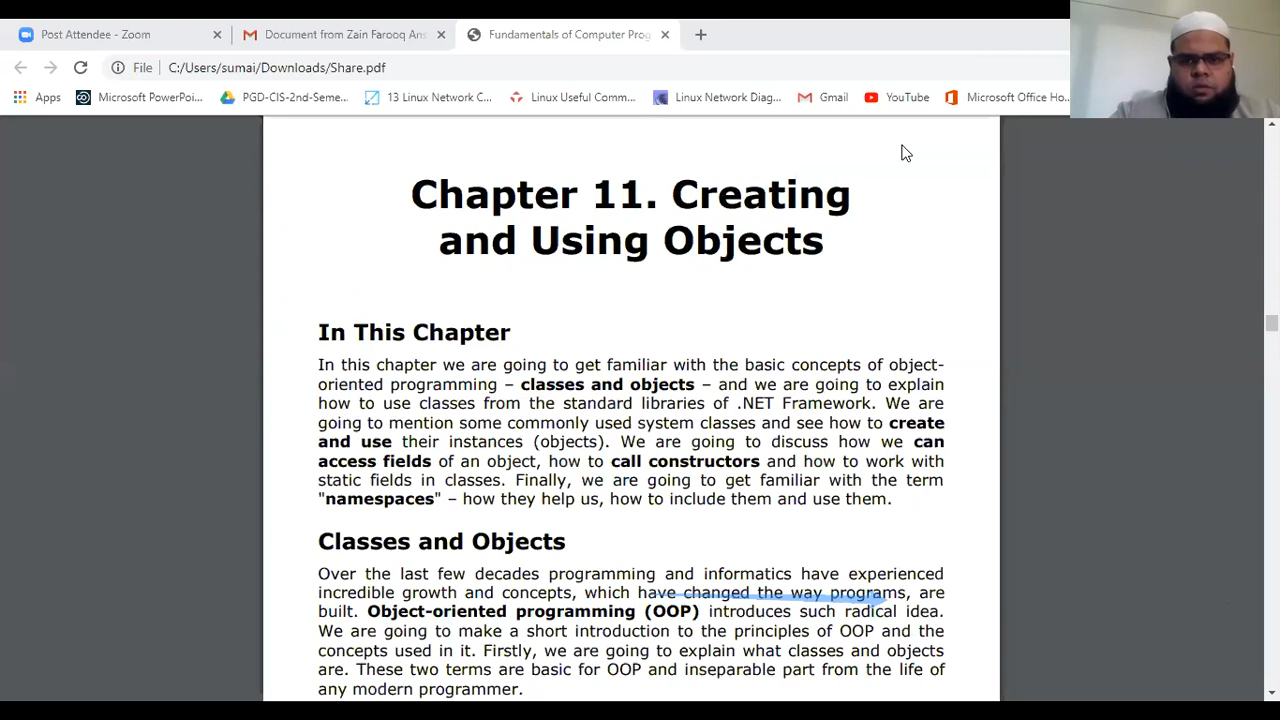 Post Attendee - Zoom
Document from Zain Farooq Ans
Fundamentals of Computer Prog
File C:/Users/sumai/Downloads/Share.pdf
Apps Microsoft PowerPoi... PGD-CIS-2nd-Seme... 13 Linux Network C... Linux Useful Comm... Linux Network Diag... Gmail YouTube Microsoft Office Ho...
Chapter 11. Creating
and Using Objects
In This Chapter
In this chapter we are going to get familiar with the basic concepts of object-
oriented programming – classes and objects – and we are going to explain
how to use classes from the standard libraries of .NET Framework. We are
going to mention some commonly used system classes and see how to create
and use their instances (objects). We are going to discuss how we can
access fields of an object, how to call constructors and how to work with
static fields in classes. Finally, we are going to get familiar with the term
"namespaces" – how they help us, how to include them and use them.
Classes and Objects
Over the last few decades programming and informatics have experienced
incredible growth and concepts, which have changed the way programs, are
built. Object-oriented programming (OOP) introduces such radical idea.
We are going to make a short introduction to the principles of OOP and the
concepts used in it. Firstly, we are going to explain what classes and objects
are. These two terms are basic for OOP and inseparable part from the life of
any modern programmer.